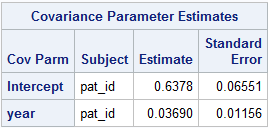 Covariance Parameter Estimates
Cov Parm Subject Estimate Standard Error
Intercept pat_id 0.6378 0.06551
year pat_id 0.03690 0.01156